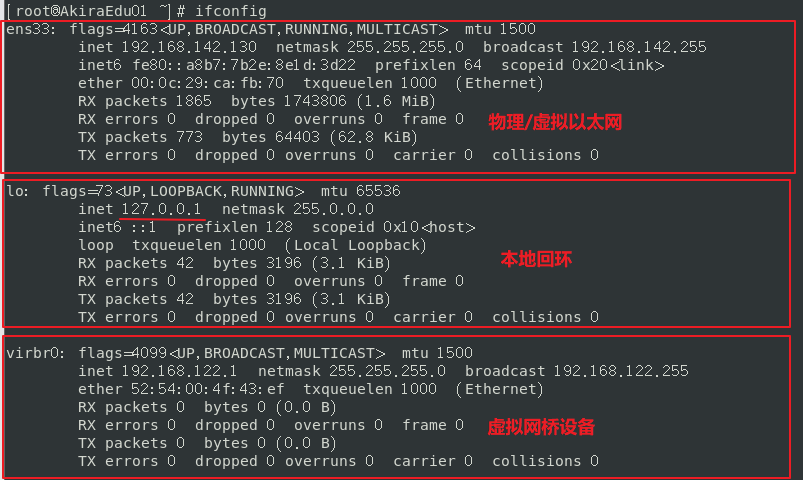 [root@AkiraEdu01 ~]# ifconfig
ens33: flags=4163<UP,BROADCAST,RUNNING,MULTICAST>  mtu 1500
inet 192.168.142.130  netmask 255.255.255.0  broadcast 192.168.142.255
inet6 fe80::a8b7:7b2e:8e1d:3d22  prefixlen 64  scopeid 0x20<link>
ether 00:0c:29:ca:fb:70  txqueuelen 1000  (Ethernet)
RX packets 1865  bytes 1743806 (1.6 MiB)
RX errors 0  dropped 0  overruns 0  frame 0
物理/虚拟以太网
TX packets 773  bytes 64403 (62.8 KiB)
TX errors 0  dropped 0 overruns 0  carrier 0  collisions 0
lo: flags=73<UP,LOOPBACK,RUNNING>  mtu 65536
inet 127.0.0.1  netmask 255.0.0.0
inet6 ::1  prefixlen 128  scopeid 0x10<host>
loop  txqueuelen 1000  (Local Loopback)
本地回环
RX packets 42  bytes 3196 (3.1 KiB)
RX errors 0  dropped 0  overruns 0  frame 0
TX packets 42  bytes 3196 (3.1 KiB)
TX errors 0  dropped 0 overruns 0  carrier 0  collisions 0
virbr0: flags=4099<UP,BROADCAST,MULTICAST>  mtu 1500
inet 192.168.122.1  netmask 255.255.255.0  broadcast 192.168.122.255
ether 52:54:00:4f:43:ef  txqueuelen 1000  (Ethernet)
RX packets 0  bytes 0 (0.0 B)
RX errors 0  dropped 0  overruns 0  frame 0
虚拟网桥设备
TX packets 0  bytes 0 (0.0 B)
TX errors 0  dropped 0 overruns 0  carrier 0  collisions 0